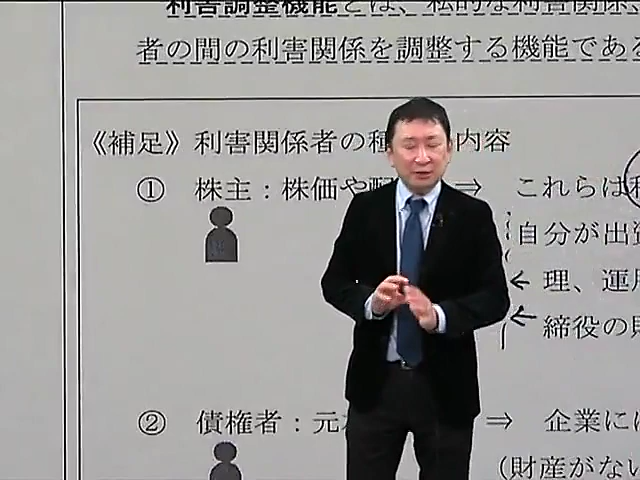 利害調整機能とは、私的な利害関係
者の間の利害関係を調整する機能である
《補足》利害関係者の種 内容
① 株主：株価や配 ⇒ これらは利
自分が出資
← 理、運用
← 締役の財
② 債権者：元 ⇒ 企業に
(財産がない